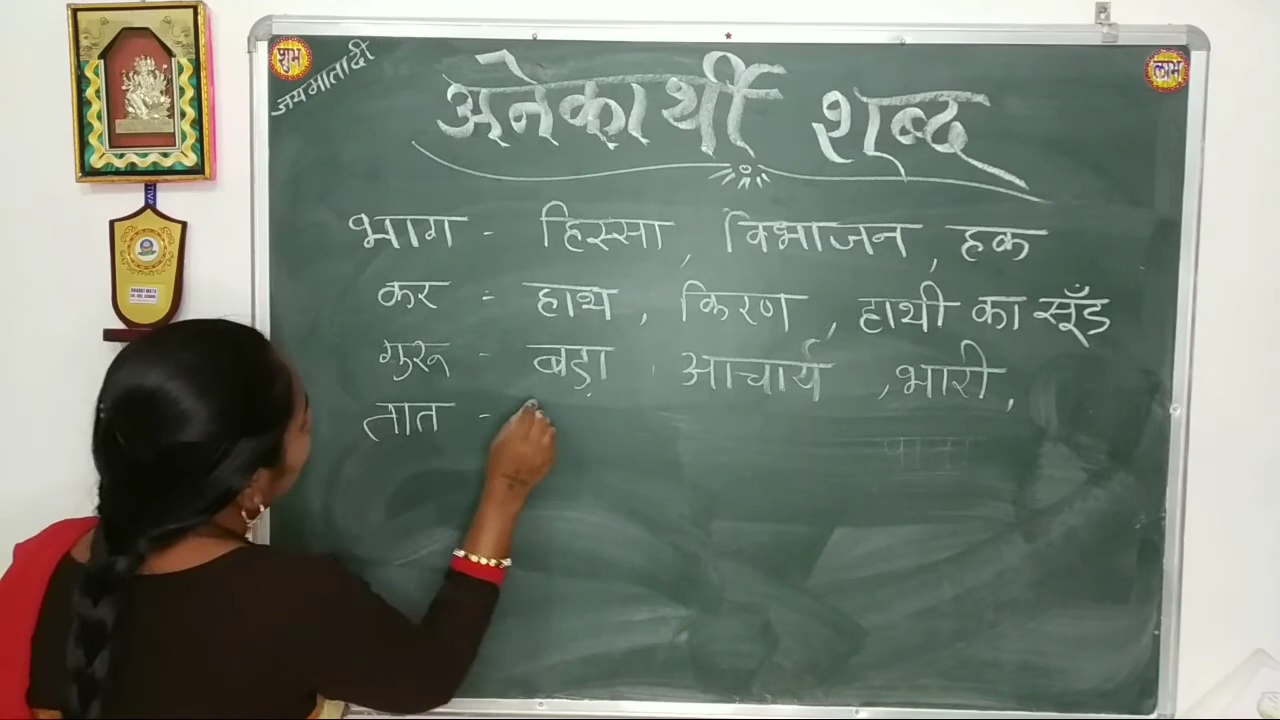 शुभ
जय माता दी
लाभ
अनेकार्थी शब्द
भाग - हिस्सा, विभाजन, हक
कर - हाथ, किरण, हाथी का सूँड
गुरू - बड़ा, आचार्य, भारी,
तात -